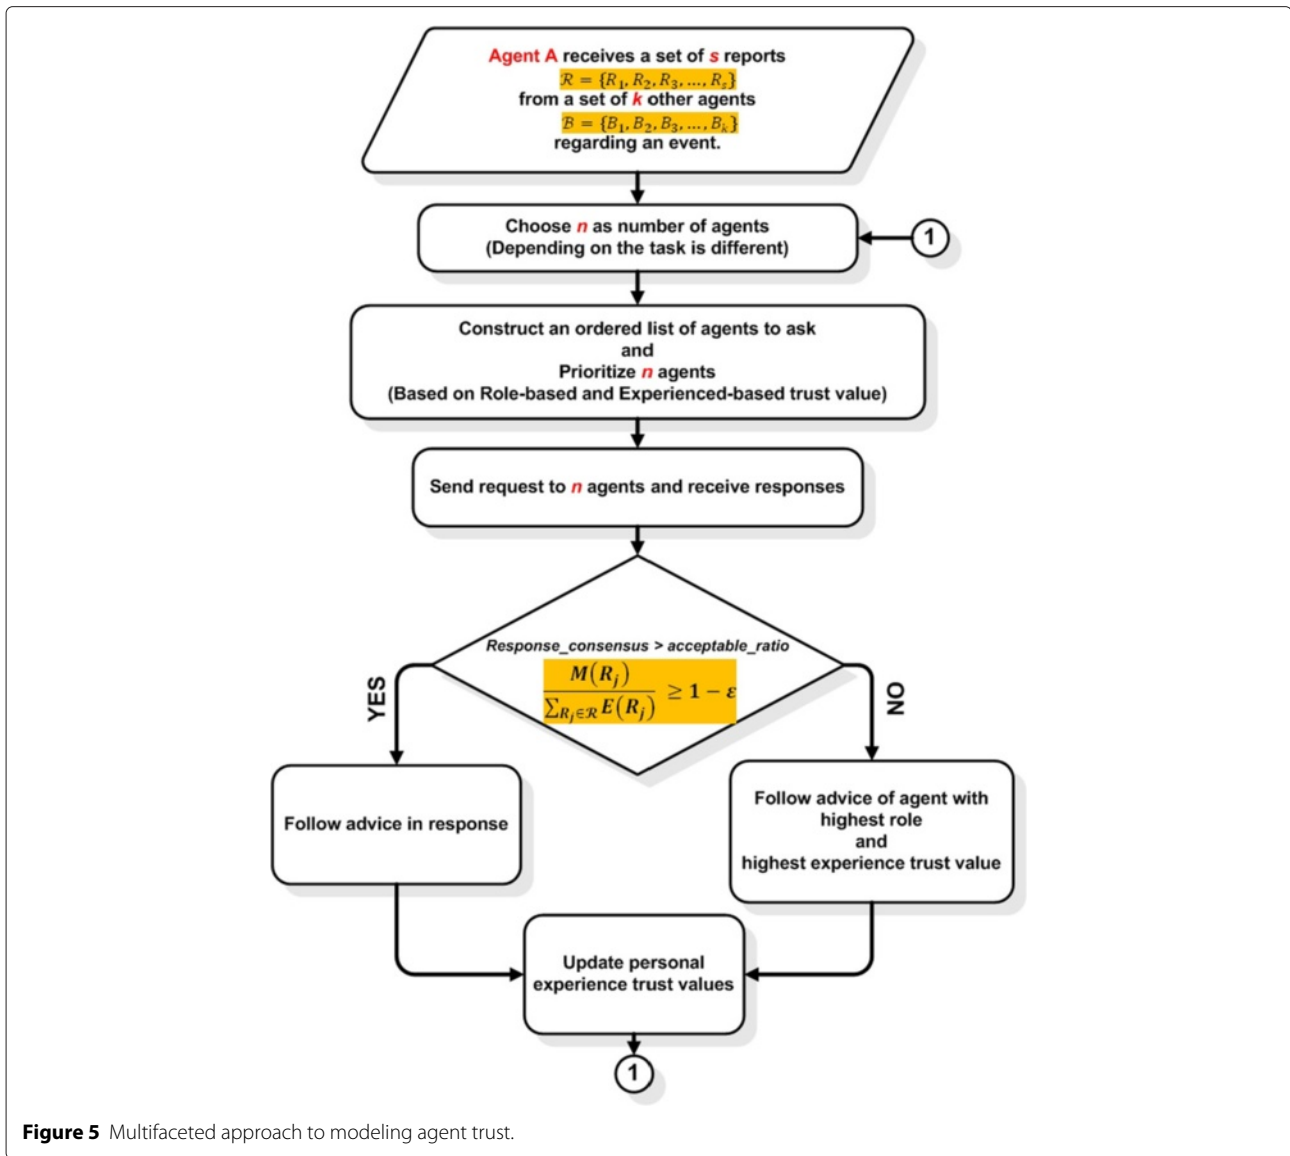 Agent A receives a set of s reports
ℛ = {R₁, R₂, R₃, ..., Rₛ}
from a set of k other agents
ℬ = {B₁, B₂, B₃, ..., Bₖ}
regarding an event.
Choose n as number of agents
(Depending on the task is different)
1
Construct an ordered list of agents to ask
and
Prioritize n agents
(Based on Role-based and Experienced-based trust value)
Send request to n agents and receive responses
Response_consensus > acceptable_ratio
M(Rⱼ) / ∑_{Rⱼ∈ℛ} E(Rⱼ) ≥ 1 − ε
YES
NO
Follow advice in response
Follow advice of agent with
highest role
and
highest experience trust value
Update personal
experience trust values
1
Figure 5 Multifaceted approach to modeling agent trust.